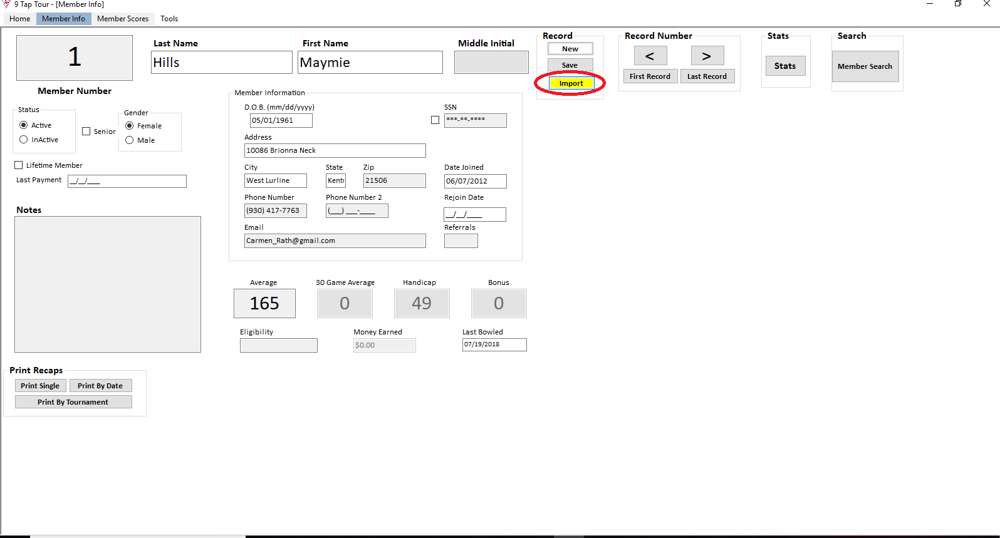 9 Tap Tour - [Member Info]
Home Member Info Member Scores Tools
1
Member Number
Last Name
Hills
First Name
Maymie
Middle Initial
Record
New
Save
Import
Record Number
< >
First Record Last Record
Stats
Stats
Search
Member Search
Status
Active
InActive
Senior
Gender
Female
Male
Lifetime Member
Last Payment __/__/____
Notes
Member Information
D.O.B. (mm/dd/yyyy)
05/01/1961
SSN
***-**-****
Address
10086 Brionna Neck
City State Zip Date Joined
West Lurline Kent 21506 06/07/2012
Phone Number Phone Number 2 Rejoin Date
(930) 417-7763 (___) ___-____ __/__/____
Email Referrals
Carmen_Rath@gmail.com
Average 30 Game Average Handicap Bonus
165 0 49 0
Eligibility Money Earned Last Bowled
$0.00 07/19/2018
Print Recaps
Print Single Print By Date
Print By Tournament